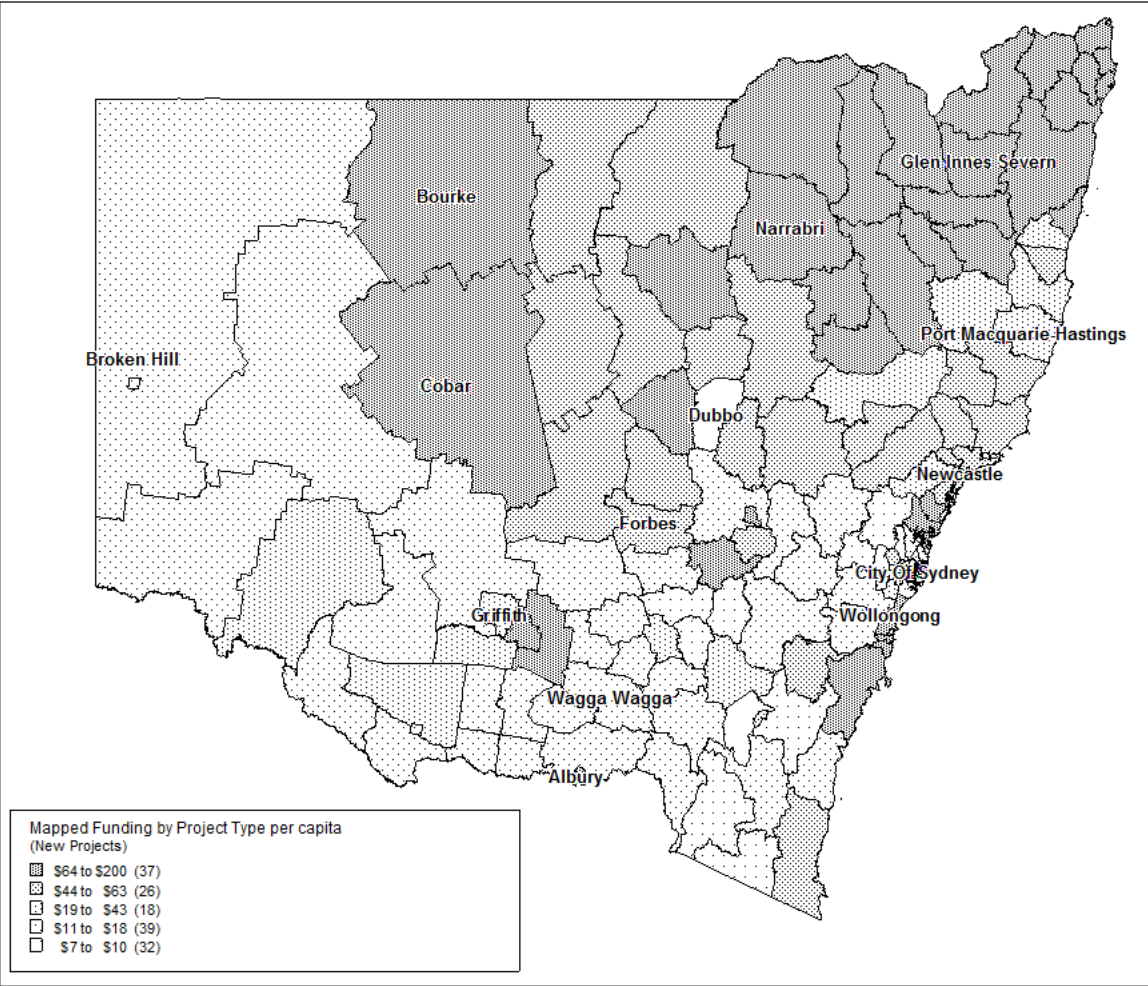 Glen Innes Severn
Bourke
Narrabri
Port Macquarie-Hastings
Broken Hill
Cobar
Dubbo
Newcastle
Forbes
City Of Sydney
Griffith
Wollongong
Wagga Wagga
Albury
Mapped Funding by Project Type per capita
(New Projects)
$64 to $200 (37)
$44 to $63 (26)
$19 to $43 (18)
$11 to $18 (39)
$7 to $10 (32)